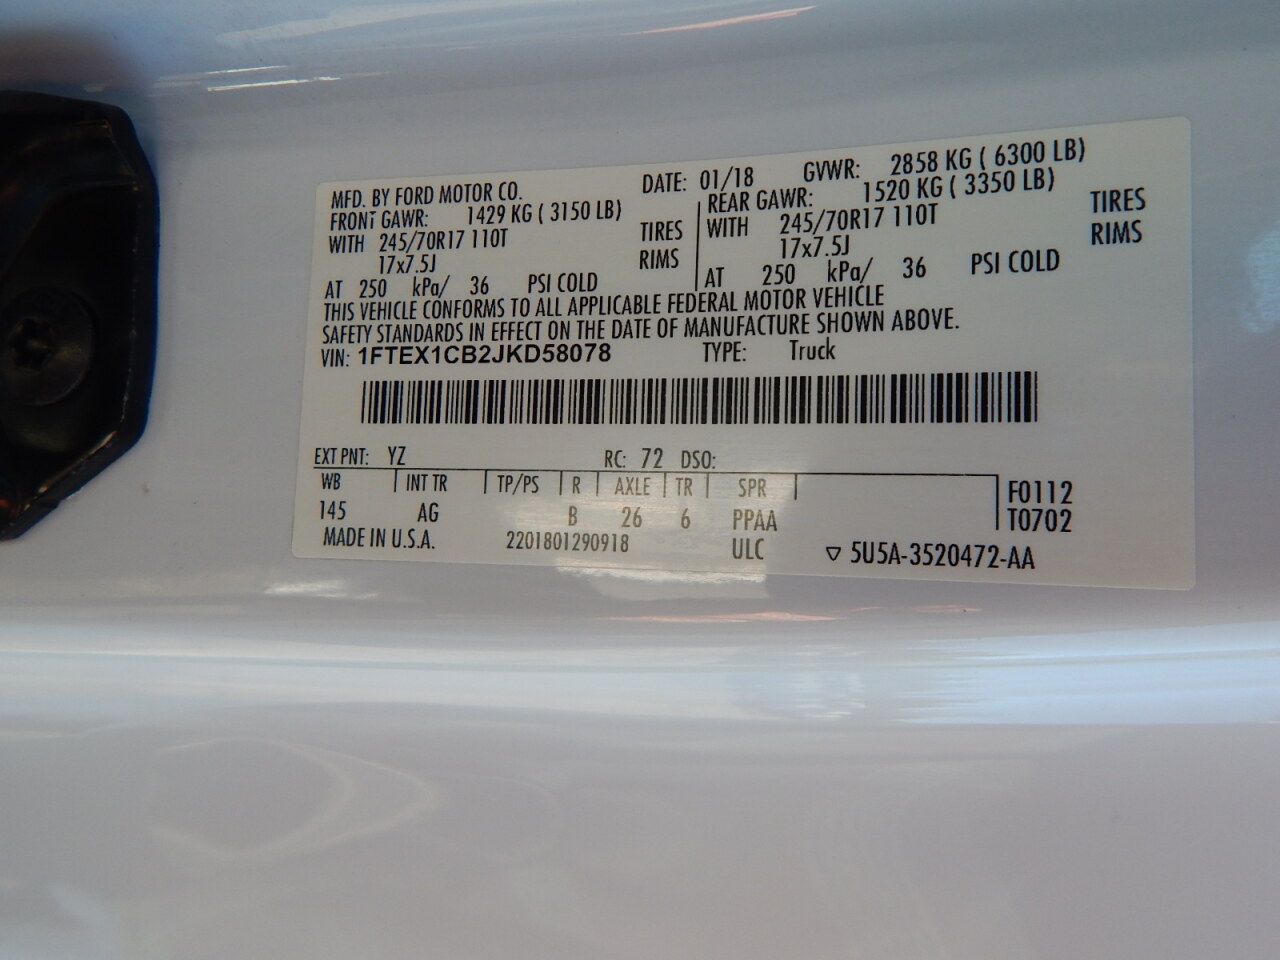 MFD. BY FORD MOTOR CO. DATE: 01/18 GVWR: 2858 KG ( 6300 LB)
FRONT GAWR: 1429 KG ( 3150 LB) REAR GAWR: 1520 KG ( 3350 LB)
WITH 245/70R17 110T TIRES WITH 245/70R17 110T TIRES
17x7.5J RIMS 17x7.5J RIMS
AT 250 kPa/ 36 PSI COLD AT 250 kPa/ 36 PSI COLD
THIS VEHICLE CONFORMS TO ALL APPLICABLE FEDERAL MOTOR VEHICLE
SAFETY STANDARDS IN EFFECT ON THE DATE OF MANUFACTURE SHOWN ABOVE.
VIN: 1FTEX1CB2JKD58078 TYPE: Truck
EXT PNT: YZ RC: 72 DSO:
WB INT TR TP/PS R AXLE TR SPR F0112
145 AG B 26 6 PPAA T0702
MADE IN U.S.A. 2201801290918 ULC ▽ 5U5A-3520472-AA